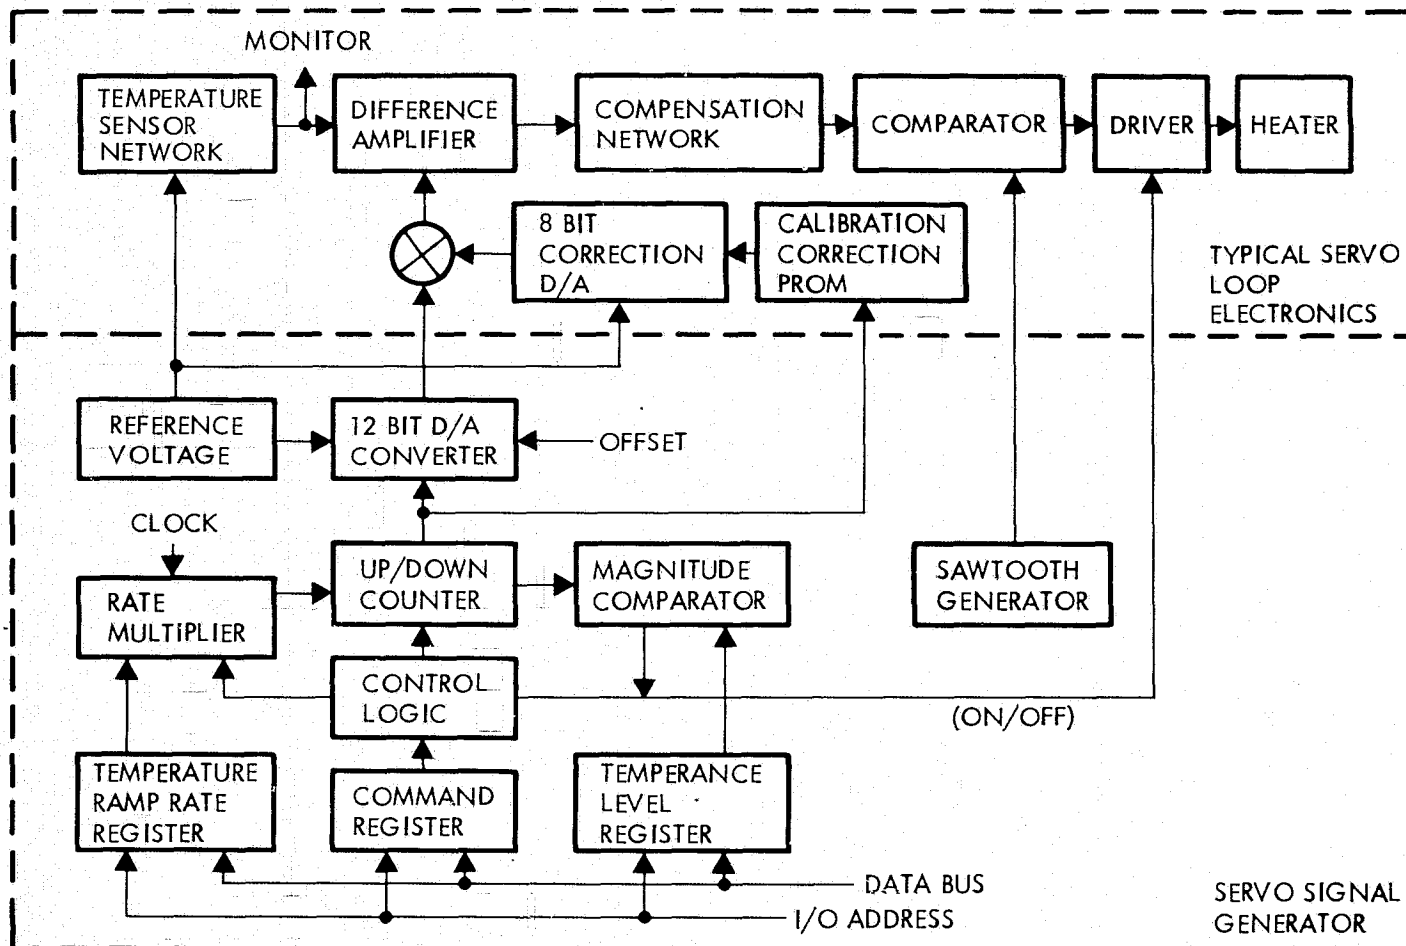 MONITOR
TEMPERATURE
SENSOR
NETWORK
DIFFERENCE
AMPLIFIER
COMPENSATION
NETWORK
COMPARATOR
DRIVER
HEATER
8 BIT
CORRECTION
D/A
CALIBRATION
CORRECTION
PROM
TYPICAL SERVO
LOOP
ELECTRONICS
REFERENCE
VOLTAGE
12 BIT D/A
CONVERTER
OFFSET
CLOCK
RATE
MULTIPLIER
UP/DOWN
COUNTER
MAGNITUDE
COMPARATOR
SAWTOOTH
GENERATOR
CONTROL
LOGIC
(ON/OFF)
TEMPERATURE
RAMP RATE
REGISTER
COMMAND
REGISTER
TEMPERANCE
LEVEL
REGISTER
DATA BUS
I/O ADDRESS
SERVO SIGNAL
GENERATOR